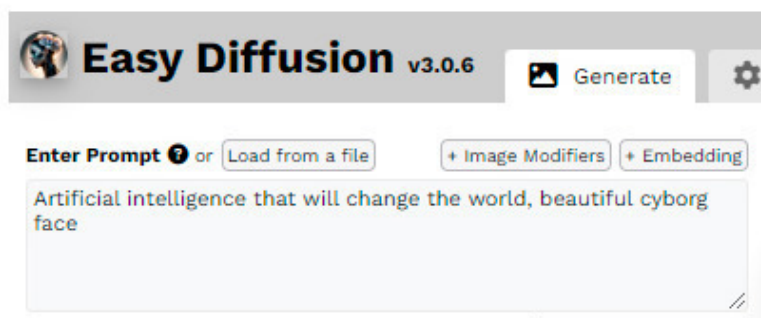 Easy Diffusion v3.0.6
Generate
Enter Prompt ? or Load from a file + Image Modifiers + Embedding
Artificial intelligence that will change the world, beautiful cyborg
face